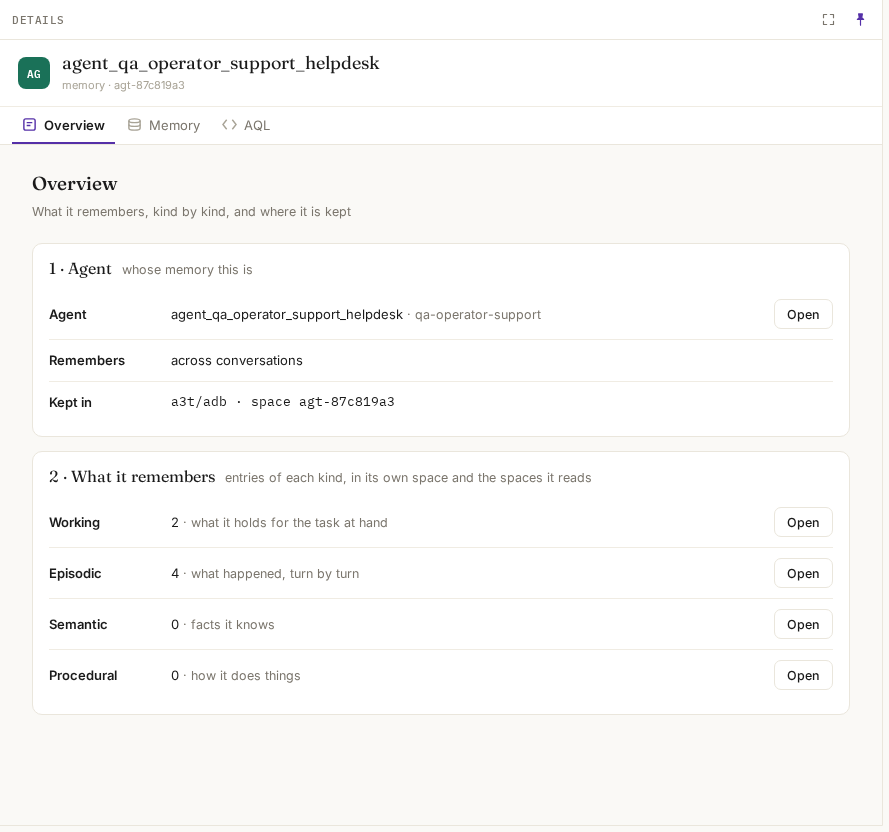 DETAILS
AG
agent_qa_operator_support_helpdesk
memory · agt-87c819a3
Overview
Memory
AQL
Overview
What it remembers, kind by kind, and where it is kept
1 · Agent whose memory this is
Agent agent_qa_operator_support_helpdesk · qa-operator-support Open
Remembers across conversations
Kept in a3t/adb · space agt-87c819a3
2 · What it remembers entries of each kind, in its own space and the spaces it reads
Working 2 · what it holds for the task at hand Open
Episodic 4 · what happened, turn by turn Open
Semantic 0 · facts it knows Open
Procedural 0 · how it does things Open